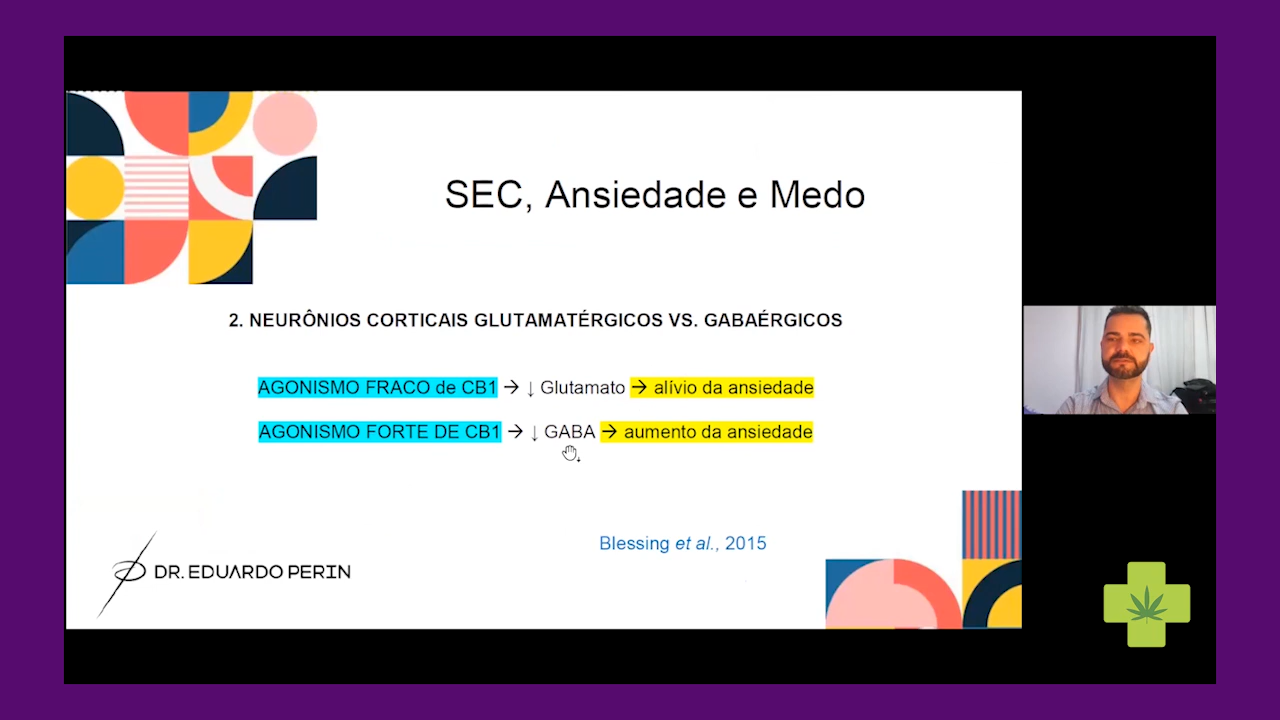 SEC, Ansiedade e Medo
2. NEURÔNIOS CORTICAIS GLUTAMATÉRGICOS VS. GABAÉRGICOS
AGONISMO FRACO de CB1 → ↓ Glutamato → alívio da ansiedade
AGONISMO FORTE DE CB1 → ↓ GABA → aumento da ansiedade
Blessing et al., 2015
DR. EDUARDO PERIN